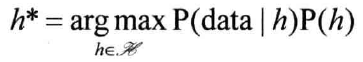 h* = arg max P(data | h)P(h)
h∈ℋ